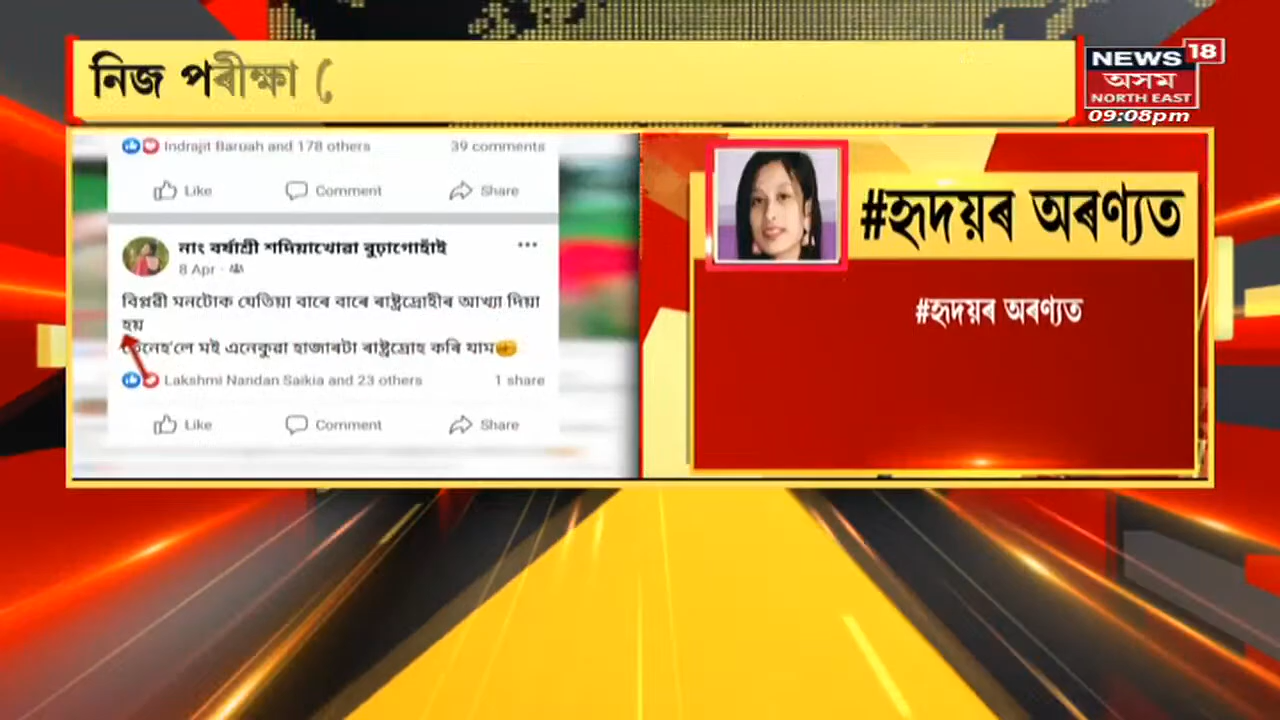 নিজ পৰীক্ষা (
NEWS 18
অসম
NORTH EAST
09:08pm
Indrajit Baruah and 178 others 39 comments
Like Comment Share
নাং বৰ্ষাশ্ৰী শদিয়াখোৱা বুঢ়াগোহাঁই
8 Apr
বিপ্লৱী মনটোক যেতিয়া বাৰে বাৰে ৰাষ্ট্ৰদ্ৰোহীৰ আখ্যা দিয়া
হয়
তেনেহ'লে মই এনেকুৱা হাজাৰটা ৰাষ্ট্ৰদ্ৰোহ কৰি যাম😊
Lakshmi Nandan Saikia and 23 others 1 share
Like Comment Share
#হৃদয়ৰ অৰণ্যত
#হৃদয়ৰ অৰণ্যত